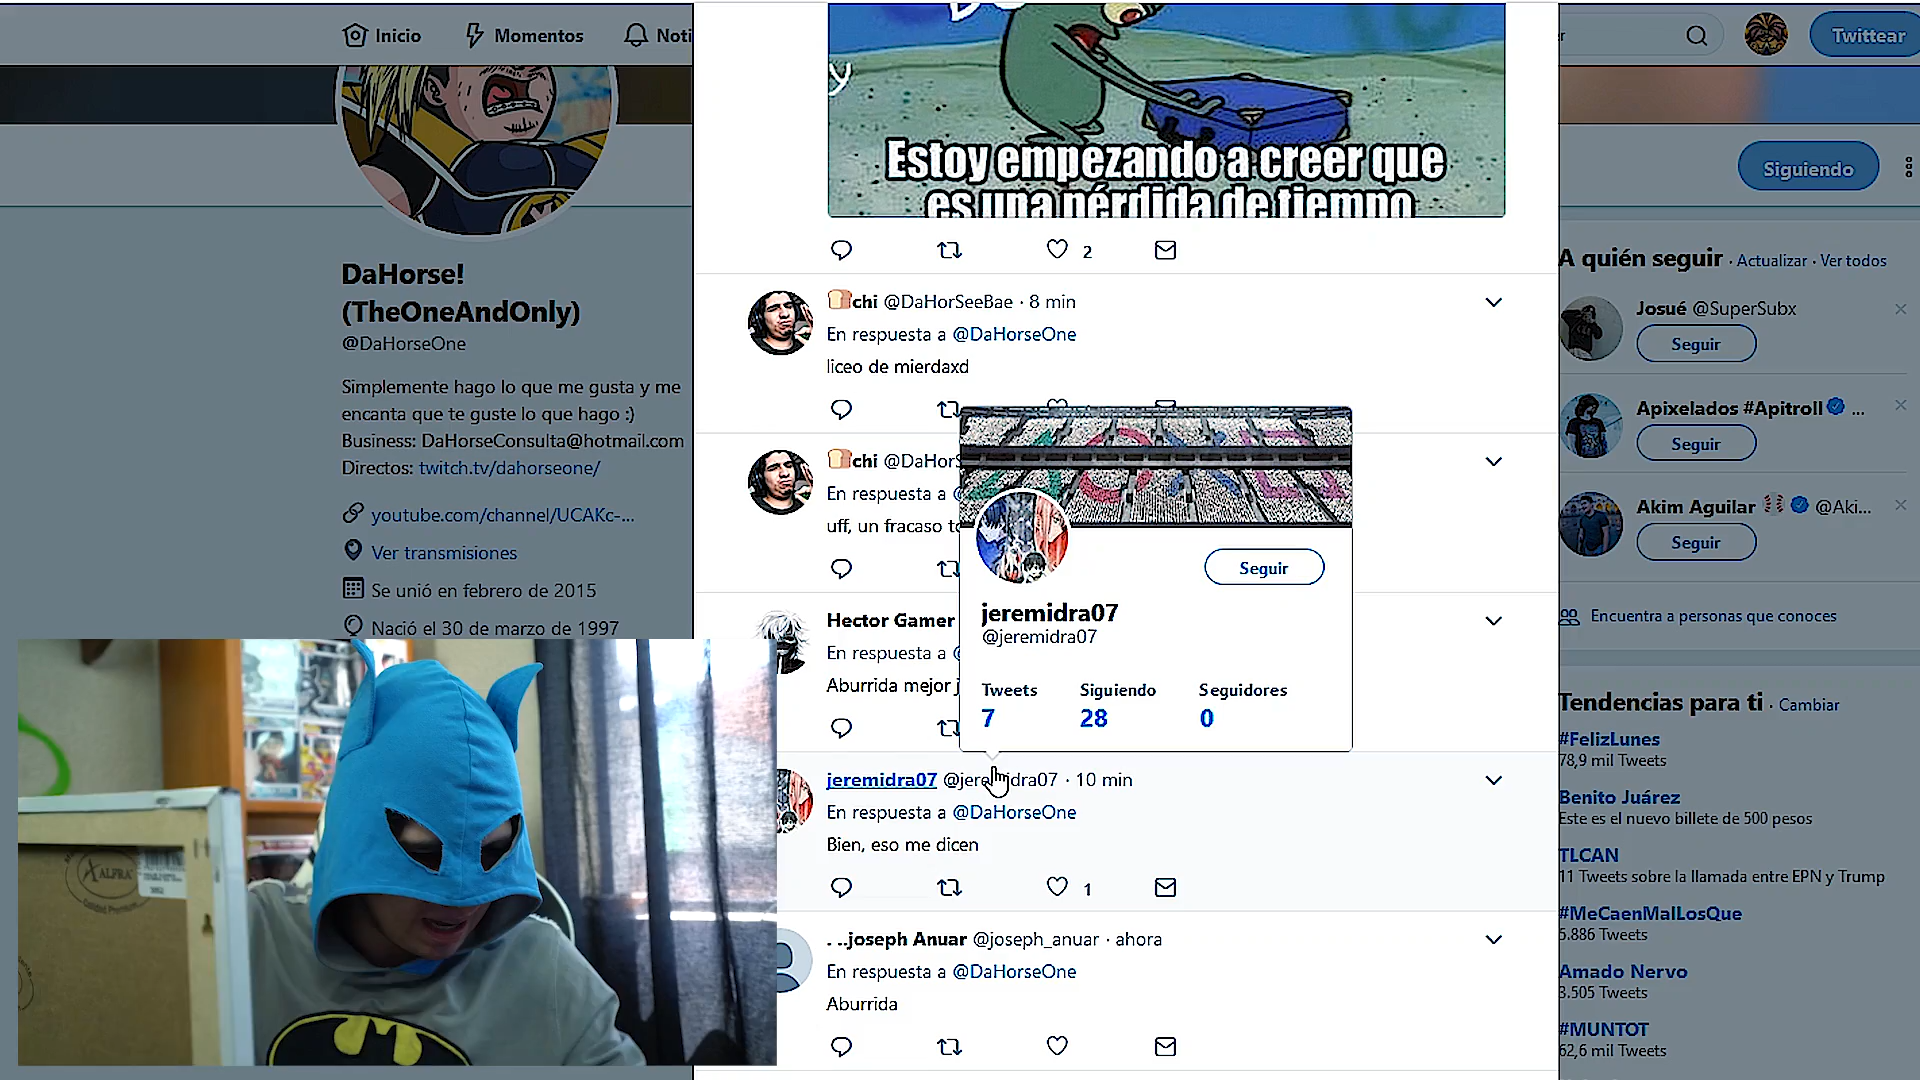 Inicio
Momentos
Noti
er
Twittear
Siguiendo
DaHorse!
(TheOneAndOnly)
@DaHorseOne
Simplemente hago lo que me gusta y me
encanta que te guste lo que hago :)
Business: DaHorseConsulta@hotmail.com
Directos: twitch.tv/dahorseone/
youtube.com/channel/UCAKc-...
Ver transmisiones
Se unió en febrero de 2015
Nació el 30 de marzo de 1997
ALFRA
y
Estoy empezando a creer que
es una pérdida de tiempo
2
chi @DaHorSeeBae · 8 min
En respuesta a @DaHorseOne
liceo de mierdaxd
chi @DaHorS
En respuesta a @
uff, un fracaso to
Hector Gamer
En respuesta a @
Aburrida mejor j
Seguir
jeremidra07
@jeremidra07
Tweets Siguiendo Seguidores
7 28 0
jeremidra07 @jeremidra07 · 10 min
En respuesta a @DaHorseOne
Bien, eso me dicen
1
. ..joseph Anuar @joseph_anuar · ahora
En respuesta a @DaHorseOne
Aburrida
A quién seguir · Actualizar · Ver todos
Josué @SuperSubx
Seguir
Apixelados #Apitroll ...
Seguir
Akim Aguilar @Aki...
Seguir
Encuentra a personas que conoces
Tendencias para ti · Cambiar
#FelizLunes
78,9 mil Tweets
Benito Juárez
Este es el nuevo billete de 500 pesos
TLCAN
11 Tweets sobre la llamada entre EPN y Trump
#MeCaenMalLosQue
5.886 Tweets
Amado Nervo
3.505 Tweets
#MUNTOT
62,6 mil Tweets